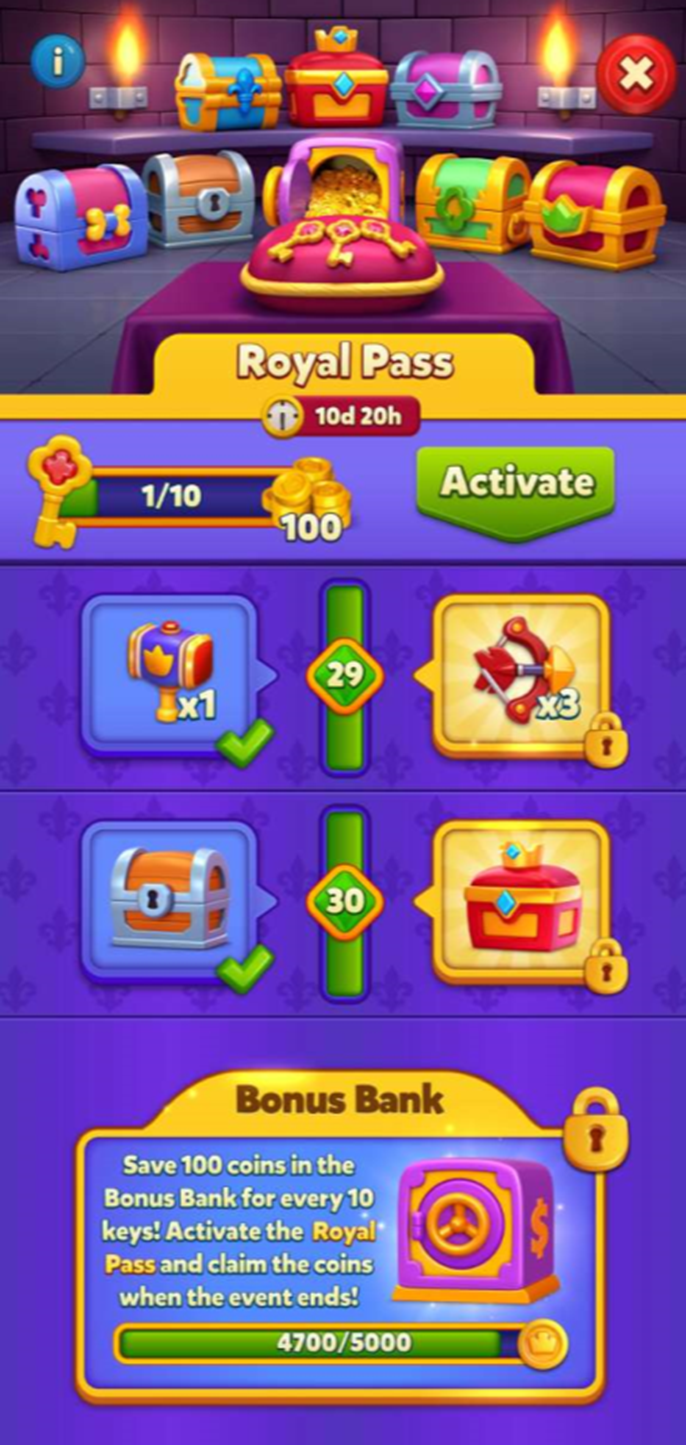 i
Royal Pass
10d 20h
1/10
100
Activate
x1
29
x3
30
Bonus Bank
Save 100 coins in the
Bonus Bank for every 10
keys! Activate the Royal
Pass and claim the coins
when the event ends!
$
4700/5000